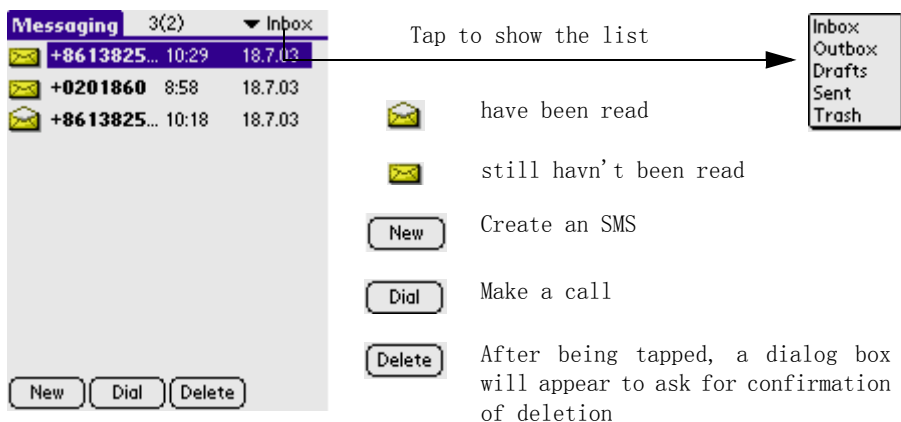 Messaging 3(2) Inbox
+8613825... 10:29 18.7.03
+0201860 8:58 18.7.03
+8613825... 10:18 18.7.03
New Dial Delete
Tap to show the list
Inbox
Outbox
Drafts
Sent
Trash
have been read
still havn't been read
New Create an SMS
Dial Make a call
Delete After being tapped, a dialog box
will appear to ask for confirmation
of deletion